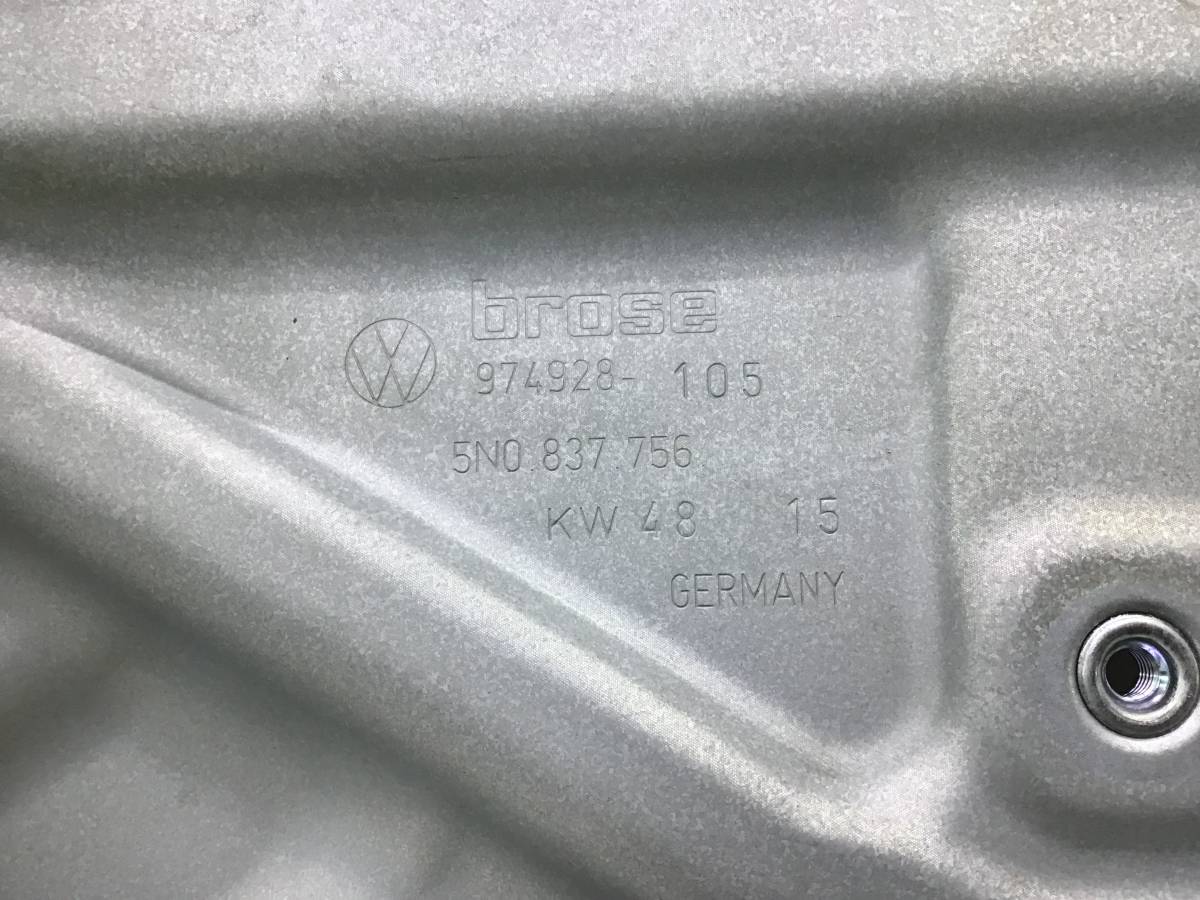 brose
974928- 105
5N0.837.756
KW 48 15
GERMANY